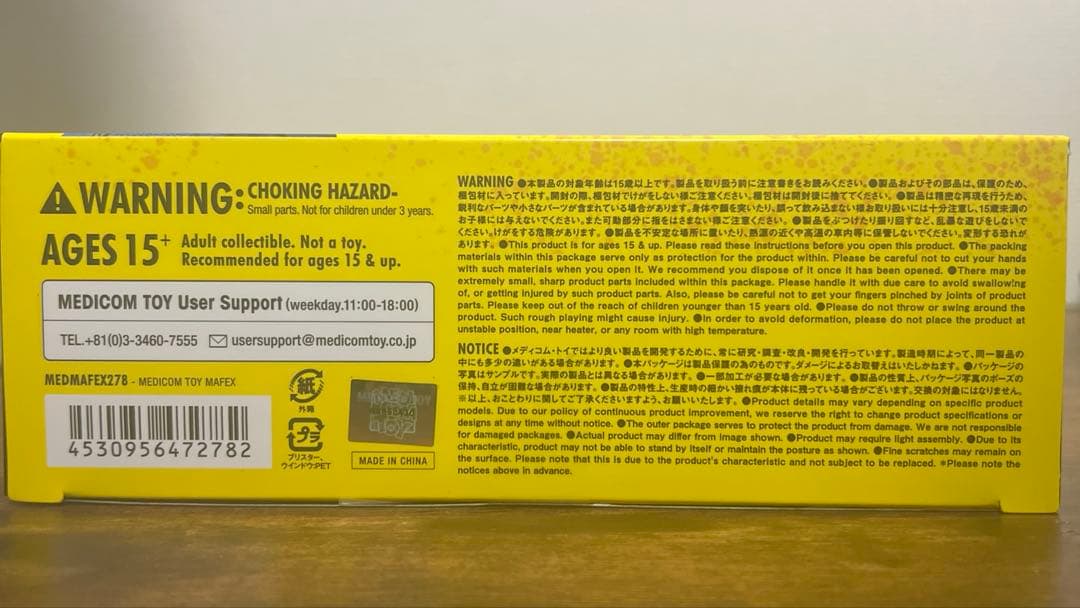 WARNING: CHOKING HAZARD-
Small parts. Not for children under 3 years.
AGES 15+ Adult collectible. Not a toy.
Recommended for ages 15 & up.
MEDICOM TOY User Support (weekday.11:00-18:00)
TEL.+81(0)3-3460-7555 usersupport@medicomtoy.co.jp
MEDMAFEX278 - MEDICOM TOY MAFEX
4530956472782
紙
外箱
プラ
ブリスター、
ウインドウ:PET
MEDICOM TOY
MADE IN CHINA
WARNING ●本製品の対象年齢は15歳以上です。製品を取り扱う前に注意書きをお読みください。●製品およびその部品は、保護のため、
梱包材に入っています。開封の際、梱包材でけがをしない様ご注意ください。梱包材は開封後に捨ててください。●製品は精密な再現を行うため、
鋭利なパーツや小さなパーツが含まれている場合があります。身体や顔を突いたり、誤って飲み込まない様お取り扱いには十分注意し、15歳未満の
お子様には与えないでください。また可動部分に指をはさまない様ご注意ください。●製品をぶつけたり振り回すなど、乱暴な遊びをしないで
ください。けがをする危険があります。●製品を不安定な場所に置いたり、熱源の近くや高温の車内等に保管しないでください。変形する恐れが
あります。●This product is for ages 15 & up. Please read these instructions before you open this product. ●The packing
materials within this package serve only as protection for the product within. Please be careful not to cut your hands
with such materials when you open it. We recommend you dispose of it once it has been opened. ●There may be
extremely small, sharp product parts included within this package. Please handle it with due care to avoid swallowing
of, or getting injured by such product parts. Also, please be careful not to get your fingers pinched by joints of product
parts. Please keep out of the reach of children younger than 15 years old. ●Please do not throw or swing around the
product. Such rough playing might cause injury. ●In order to avoid deformation, please do not place the product at
unstable position, near heater, or any room with high temperature.
NOTICE ●メディコム・トイではより良い製品を開発するために、常に研究・調査・改良・開発を行っています。製造時期によって、同一製品の
中にも多少の違いがある場合があります。●本パッケージは製品保護の為のものです。ダメージによるお取替えはいたしかねます。●パッケージの
写真はサンプルです。実際の製品とは異なる場合があります。●一部加工が必要な場合があります。●製品の性質上、パッケージ写真のポーズの
保持、自立が困難な場合があります。●製品の特性上、生産時の細かい擦れ痕が本体に残っている場合がございます。交換の対象にはなりません。
※以上、おことわりに関してご了承くださいますよう、お願いいたします。●Product details may vary depending on specific product
models. Due to our policy of continuous product improvement, we reserve the right to change product specifications or
designs at any time without notice. ●The outer package serves to protect the product from damage. We are not responsible
for damaged packages. ●Actual product may differ from image shown. ●Product may require light assembly. ●Due to its
characteristic, product may not be able to stand by itself or maintain the posture as shown. ●Fine scratches may remain on
the surface. Please note that this is due to the product's characteristic and not subject to be replaced. *Please note the
notices above in advance.